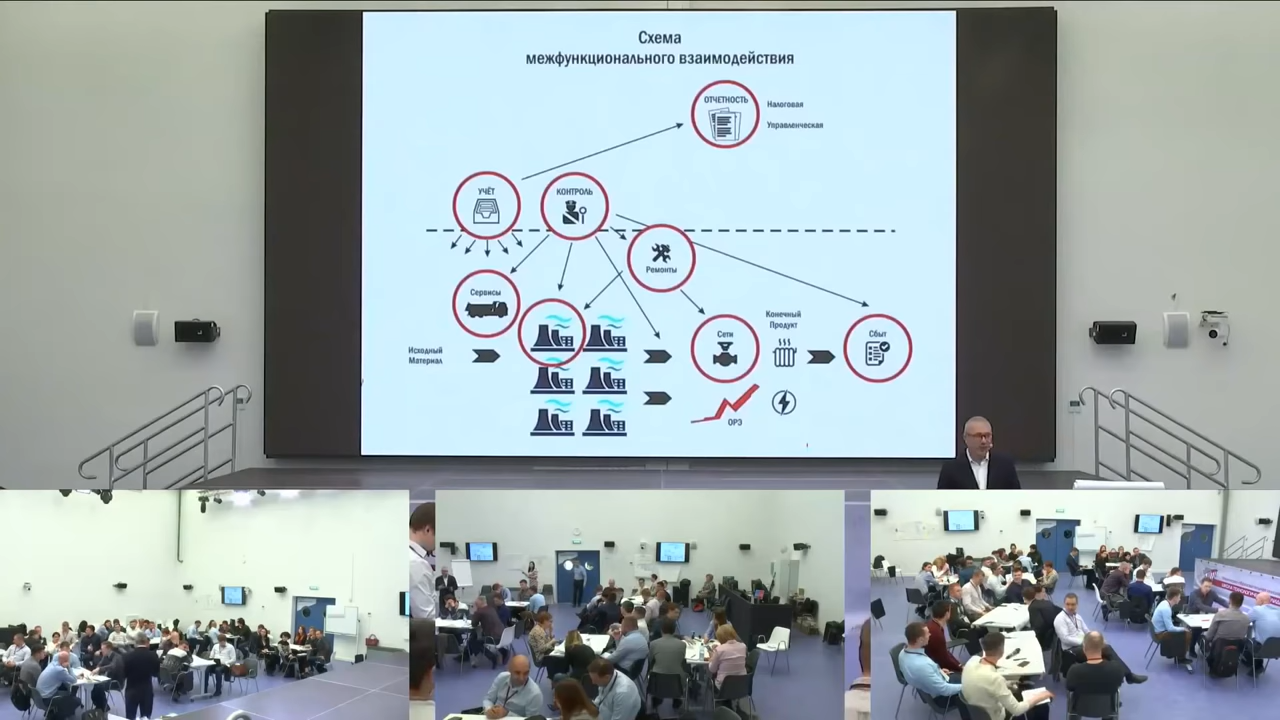 Схема
межфункционального взаимодействия
ОТЧЕТНОСТЬ
Налоговая
Управленческая
УЧЁТ
КОНТРОЛЬ
Ремонты
Сервисы
Исходный
Материал
Сети
Конечный
Продукт
Сбыт
ОРЭ